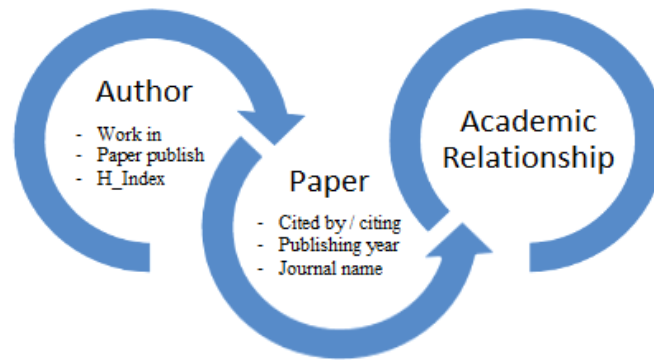 Author
- Work in
- Paper publish
- H_Index
Paper
- Cited by / citing
- Publishing year
- Journal name
Academic
Relationship